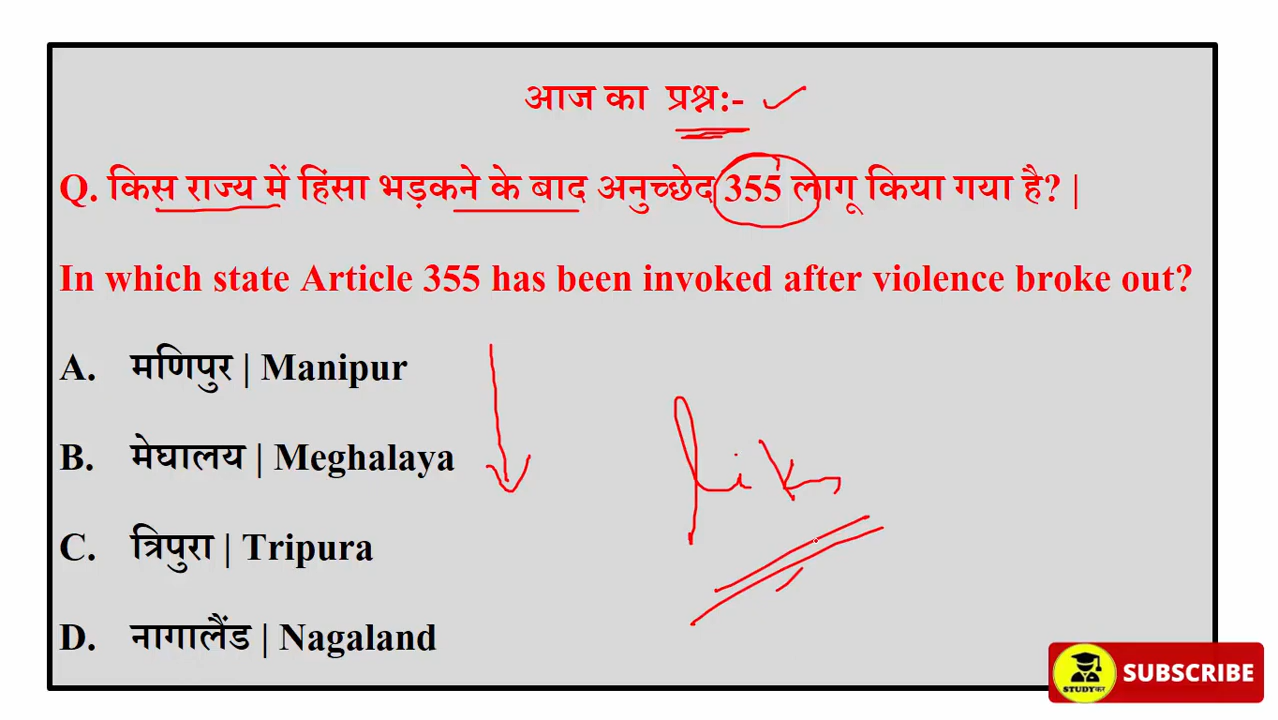 आज का प्रश्न:-
Q. किस राज्य में हिंसा भड़कने के बाद अनुच्छेद 355 लागू किया गया है? |
In which state Article 355 has been invoked after violence broke out?
A. मणिपुर | Manipur
B. मेघालय | Meghalaya
C. त्रिपुरा | Tripura
D. नागालैंड | Nagaland
STUDYकर
SUBSCRIBE